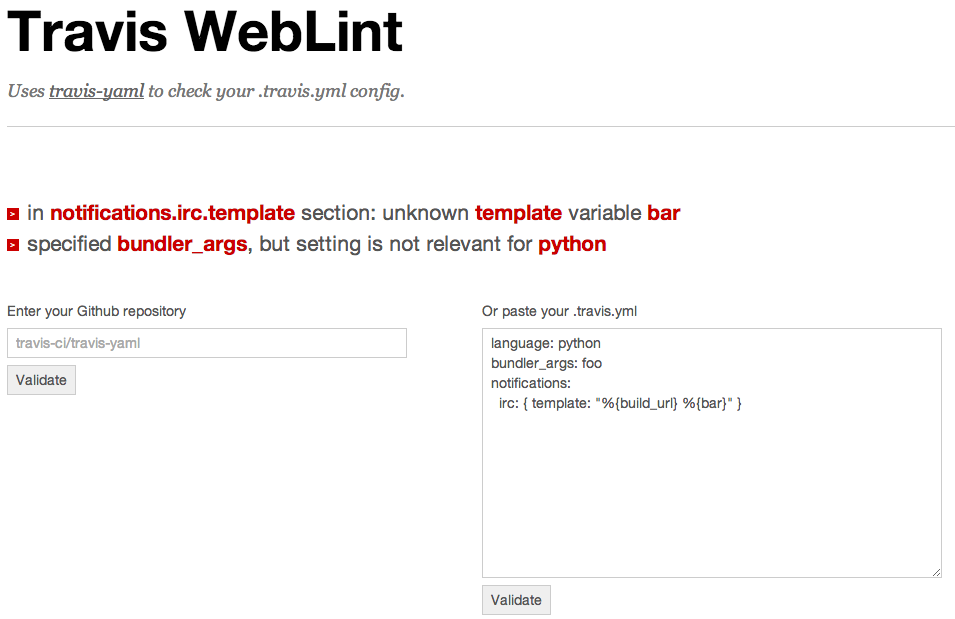 Travis WebLint
Uses travis-yaml to check your .travis.yml config.
> in notifications.irc.template section: unknown template variable bar
> specified bundler_args, but setting is not relevant for python
Enter your Github repository
travis-ci/travis-yaml
Validate
Or paste your .travis.yml
language: python
bundler_args: foo
notifications:
  irc: { template: "%{build_url} %{bar}" }
Validate